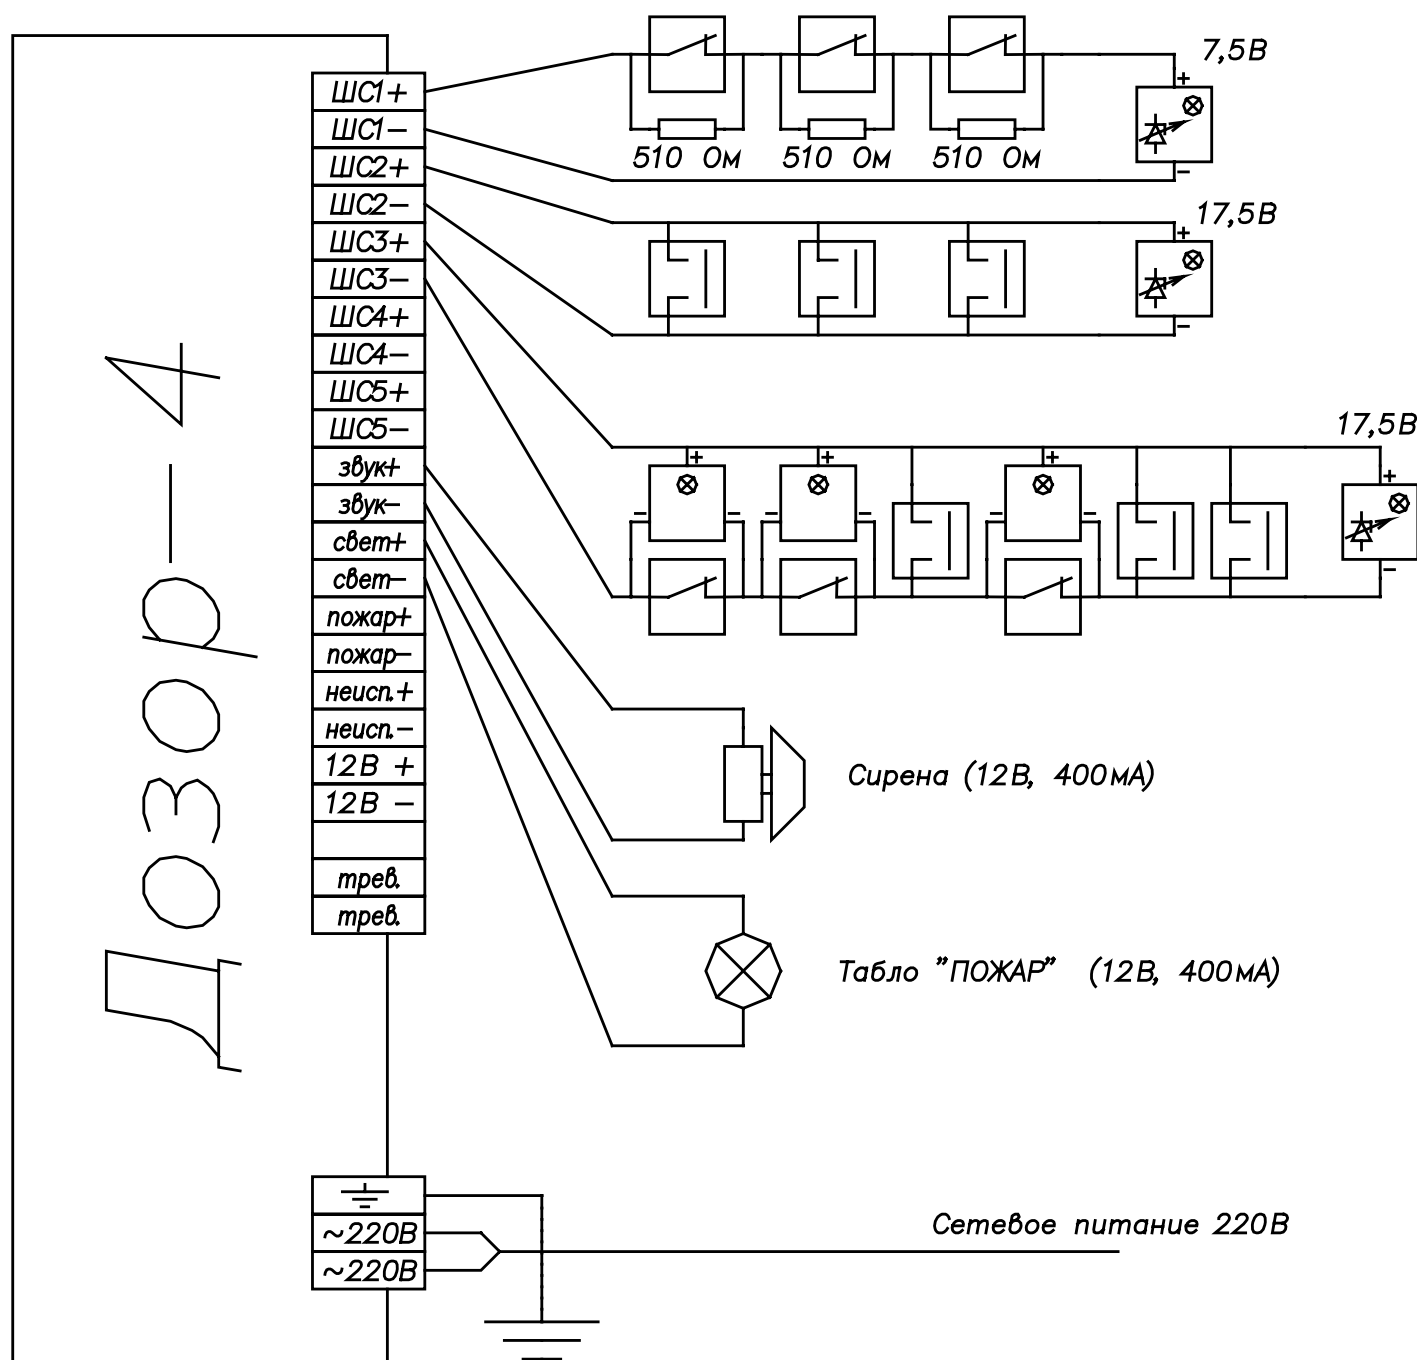 Дозор-4
ШС1+
ШС1-
ШС2+
ШС2-
ШС3+
ШС3-
ШС4+
ШС4-
ШС5+
ШС5-
звук+
звук-
свет+
свет-
пожар+
пожар-
неисп.+
неисп.-
12В +
12В -
трев.
трев.
~220В
~220В
7,5В
+
510 Ом 510 Ом 510 Ом
-
17,5В
+
-
17,5В
+ + + +
- - - - - -
-
Сирена (12В, 400мА)
Табло "ПОЖАР" (12В, 400мА)
Сетевое питание 220В